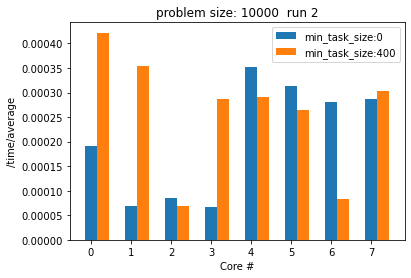 problem size: 10000  run 2
min_task_size:0
min_task_size:400
0.00040
0.00035
0.00030
0.00025
0.00020
0.00015
0.00010
0.00005
0.00000
/time/average
0 1 2 3 4 5 6 7
Core #